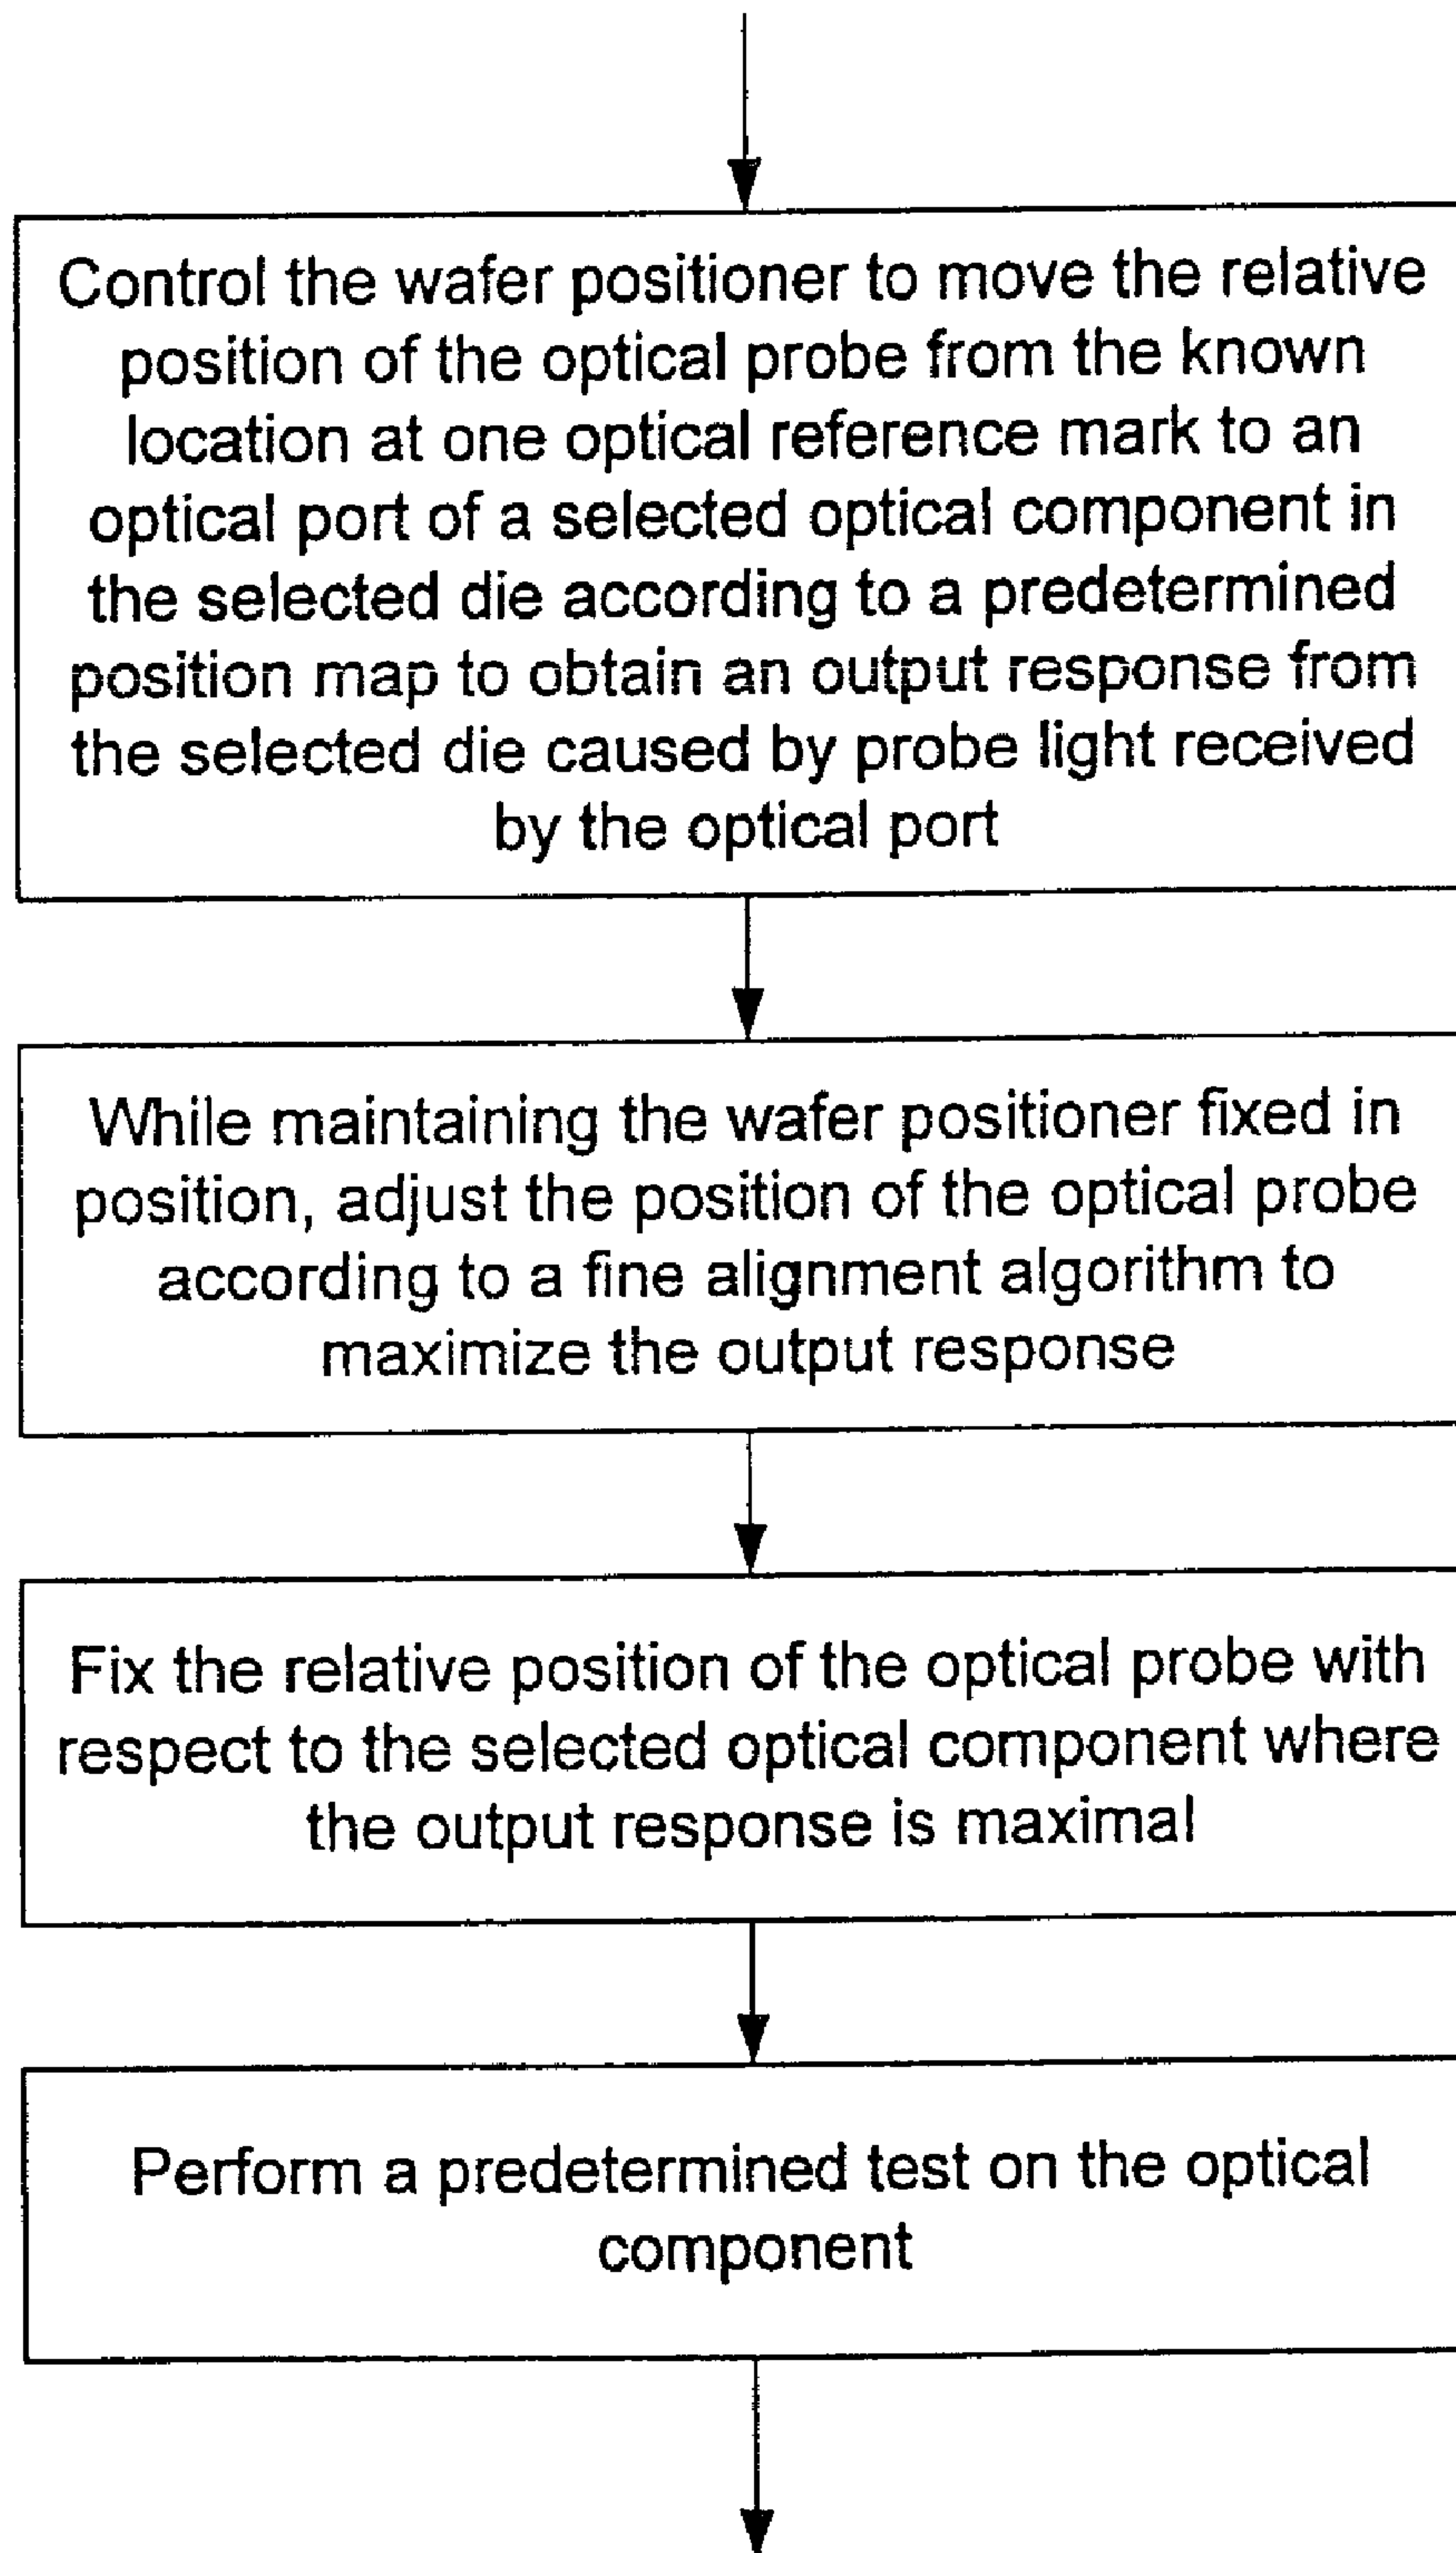 Control the wafer positioner to move the relative
position of the optical probe from the known
location at one optical reference mark to an
optical port of a selected optical component in
the selected die according to a predetermined
position map to obtain an output response from
the selected die caused by probe light received
by the optical port
While maintaining the wafer positioner fixed in
position, adjust the position of the optical probe
according to a fine alignment algorithm to
maximize the output response
Fix the relative position of the optical probe with
respect to the selected optical component where
the output response is maximal
Perform a predetermined test on the optical
component